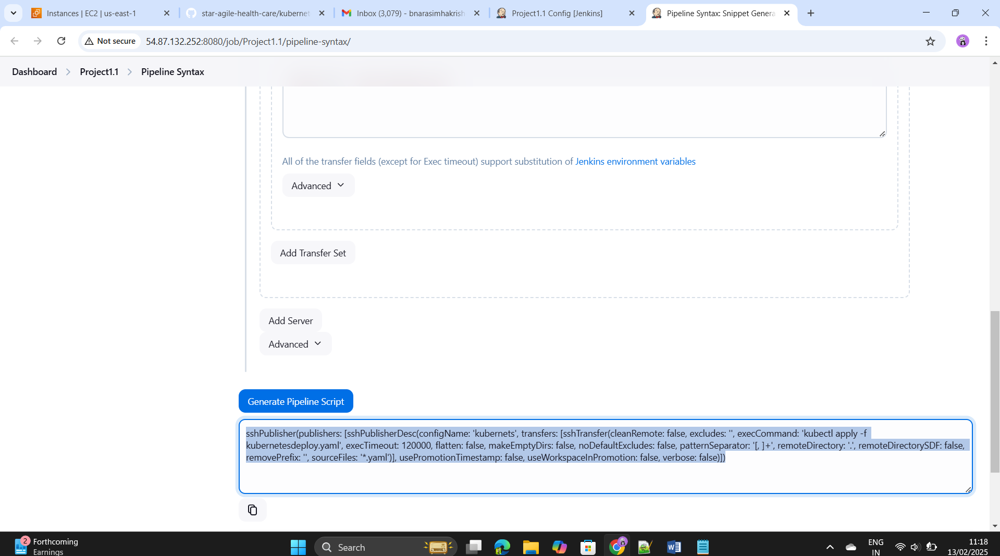 Instances | EC2 | us-east-1
star-agile-health-care/kubernet
Inbox (3,079) - bnarasimhakrish
Project1.1 Config [Jenkins]
Pipeline Syntax: Snippet Genera
Not secure
54.87.132.252:8080/job/Project1.1/pipeline-syntax/
Dashboard
Project1.1
Pipeline Syntax
All of the transfer fields (except for Exec timeout) support substitution of Jenkins environment variables
Advanced
Add Transfer Set
Add Server
Advanced
Generate Pipeline Script
sshPublisher(publishers: [sshPublisherDesc(configName: 'kubernets', transfers: [sshTransfer(cleanRemote: false, excludes: '', execCommand: 'kubectl apply -f
kubernetesdeploy.yaml', execTimeout: 120000, flatten: false, makeEmptyDirs: false, noDefaultExcludes: false, patternSeparator: '[, ]+', remoteDirectory: '.', remoteDirectorySDF: false,
removePrefix: '', sourceFiles: '*.yaml')], usePromotionTimestamp: false, useWorkspaceInPromotion: false, verbose: false)])
2
Forthcoming
Earnings
Search
ENG
IN
11:18
13/02/2025